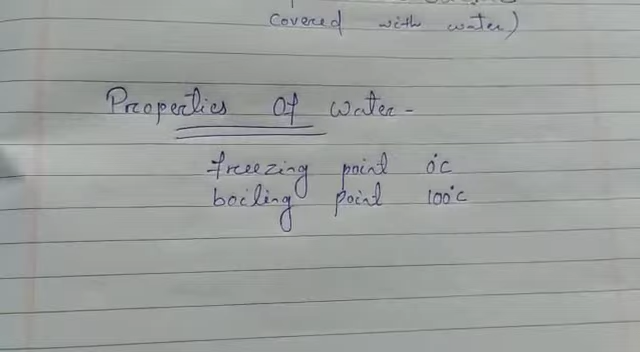 covered with water)
Properties Of water -
freezing point 0°c
boiling point 100°c